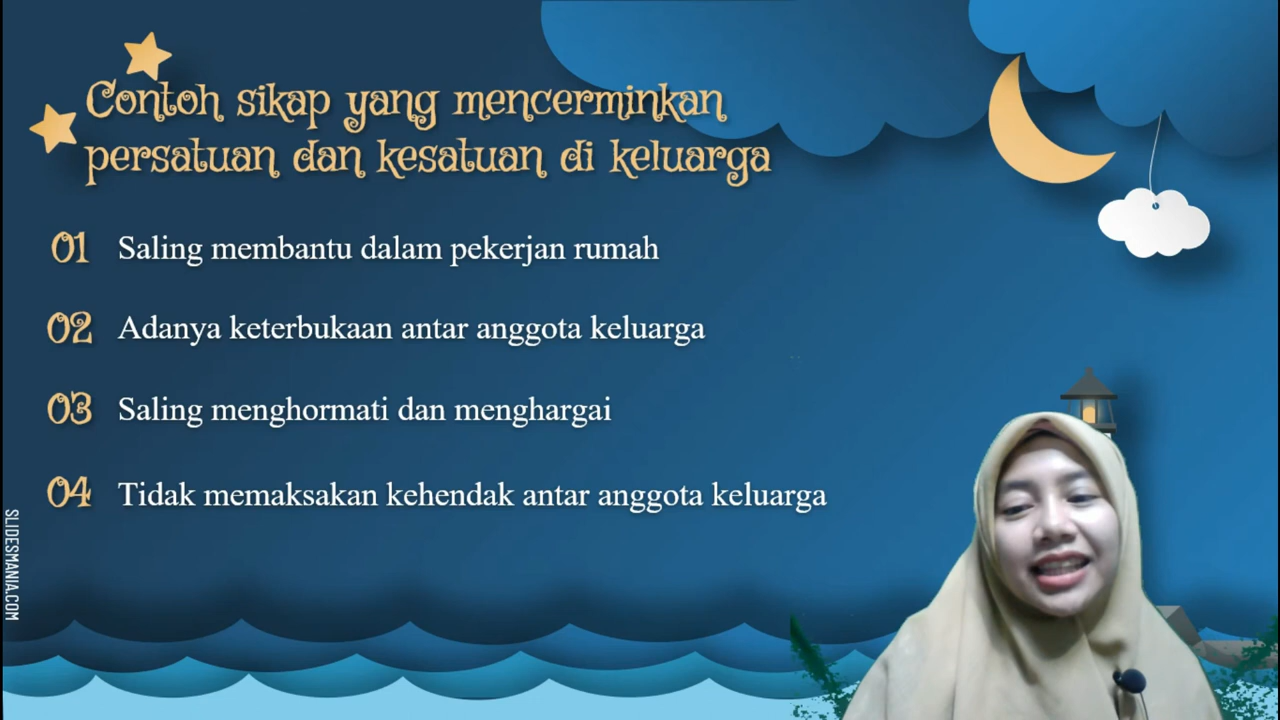 Contoh sikap yang mencerminkan
persatuan dan kesatuan di keluarga
01 Saling membantu dalam pekerjan rumah
02 Adanya keterbukaan antar anggota keluarga
03 Saling menghormati dan menghargai
04 Tidak memaksakan kehendak antar anggota keluarga
SLIDESMANIA.COM